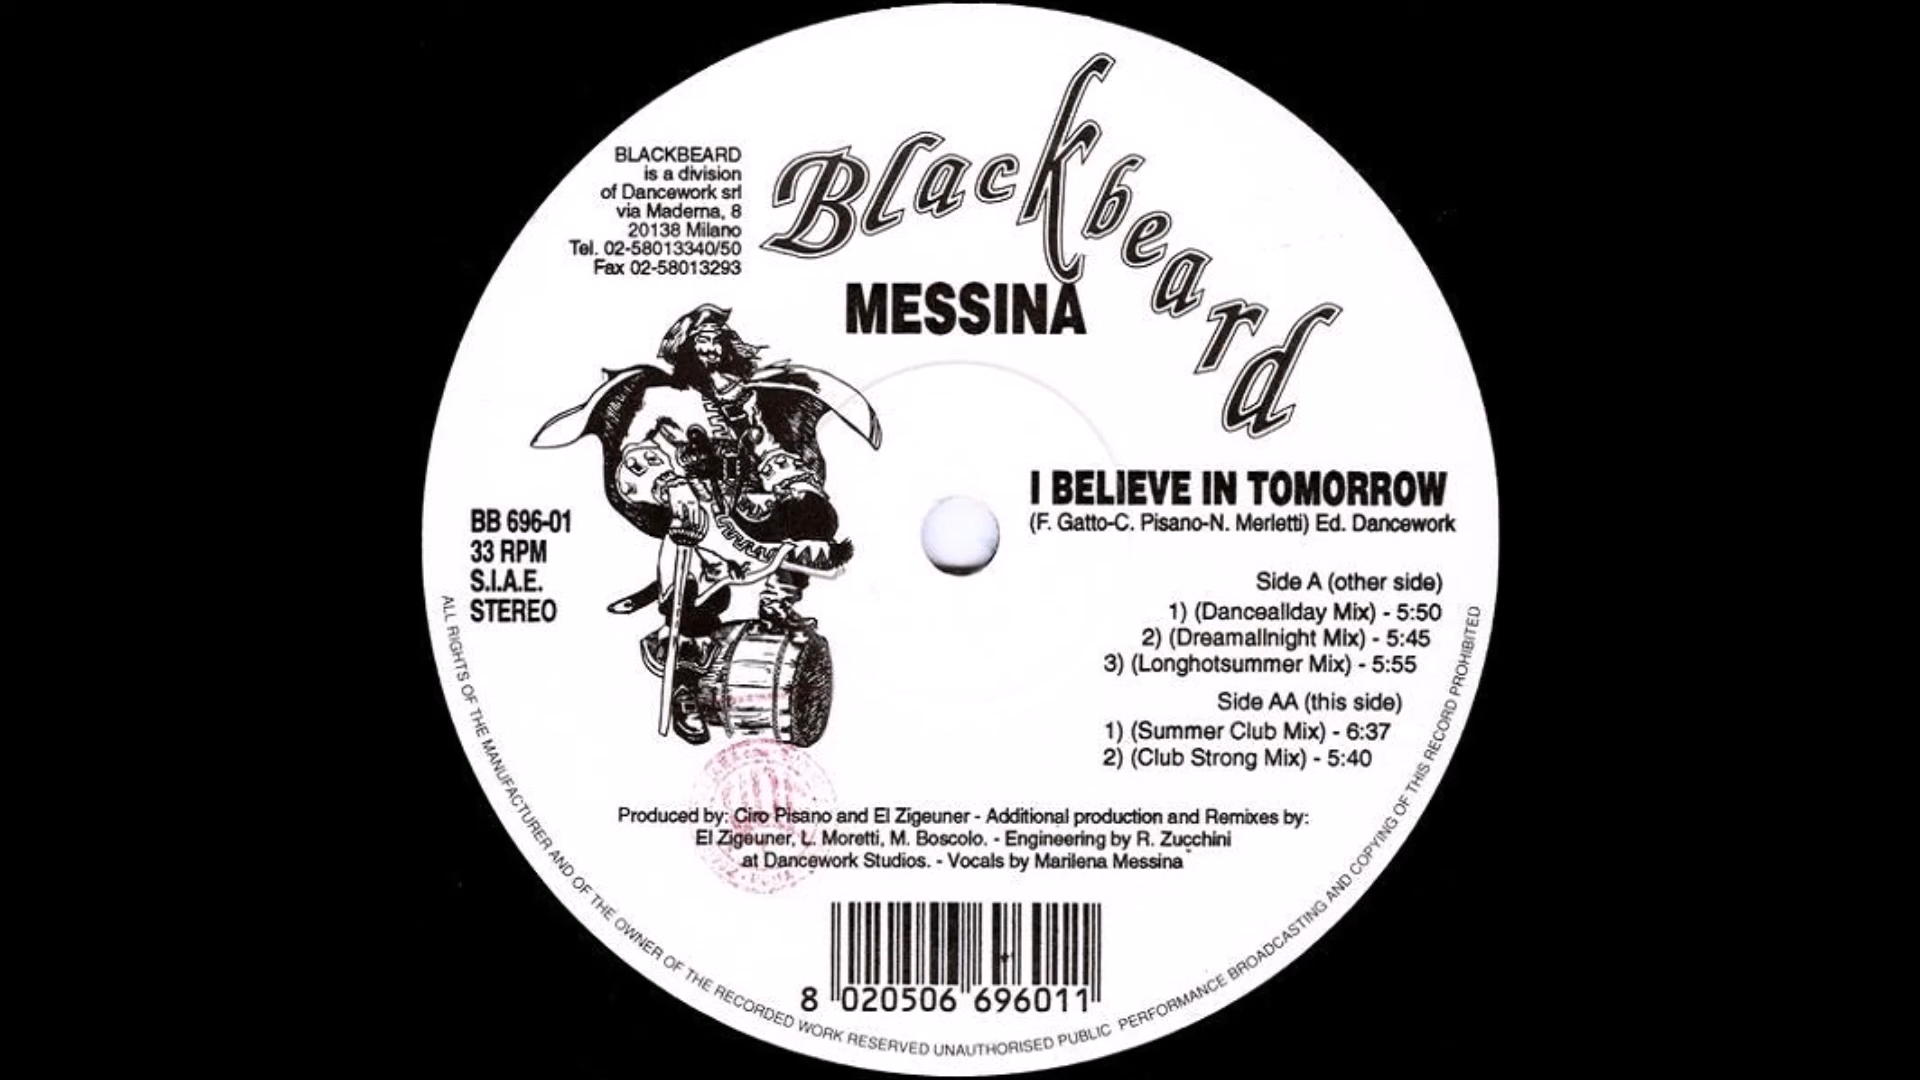 Blackbeard
BLACKBEARD
is a division
of Dancework srl
via Maderna, 8
20138 Milano
Tel. 02-58013340/50
Fax 02-58013293
MESSINA
I BELIEVE IN TOMORROW
(F. Gatto-C. Pisano-N. Merletti) Ed. Dancework
BB 696-01
33 RPM
S.I.A.E.
STEREO
Side A (other side)
1) (Danceallday Mix) - 5:50
2) (Dreamallnight Mix) - 5:45
3) (Longhotsummer Mix) - 5:55
Side AA (this side)
1) (Summer Club Mix) - 6:37
2) (Club Strong Mix) - 5:40
Produced by: Ciro Pisano and El Zigeuner - Additional production and Remixes by:
El Zigeuner, L. Moretti, M. Boscolo. - Engineering by R. Zucchini
at Dancework Studios. - Vocals by Marilena Messina
8 020506 696011
ALL RIGHTS OF THE MANUFACTURER AND OF THE OWNER OF THE RECORDED WORK RESERVED UNAUTHORISED PUBLIC PERFORMANCE BROADCASTING AND COPYING OF THIS RECORD PROHIBITED